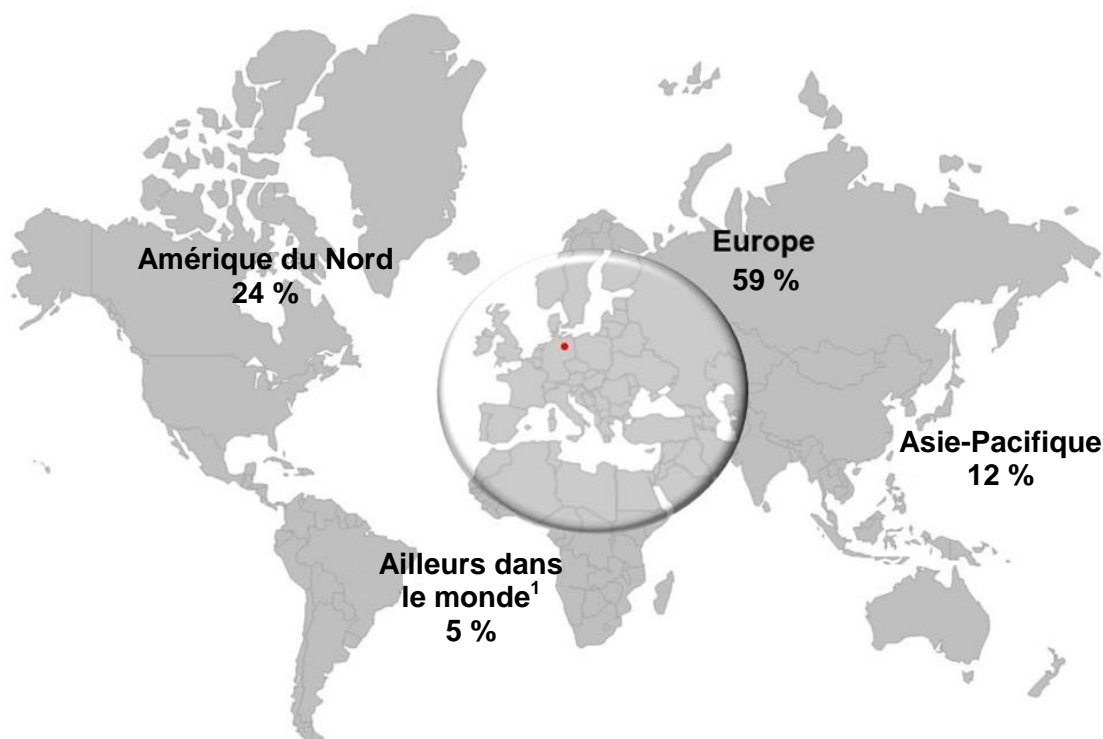 Amérique du Nord
24 %
Europe
59 %
Asie-Pacifique
12 %
Ailleurs dans
le monde¹
5 %